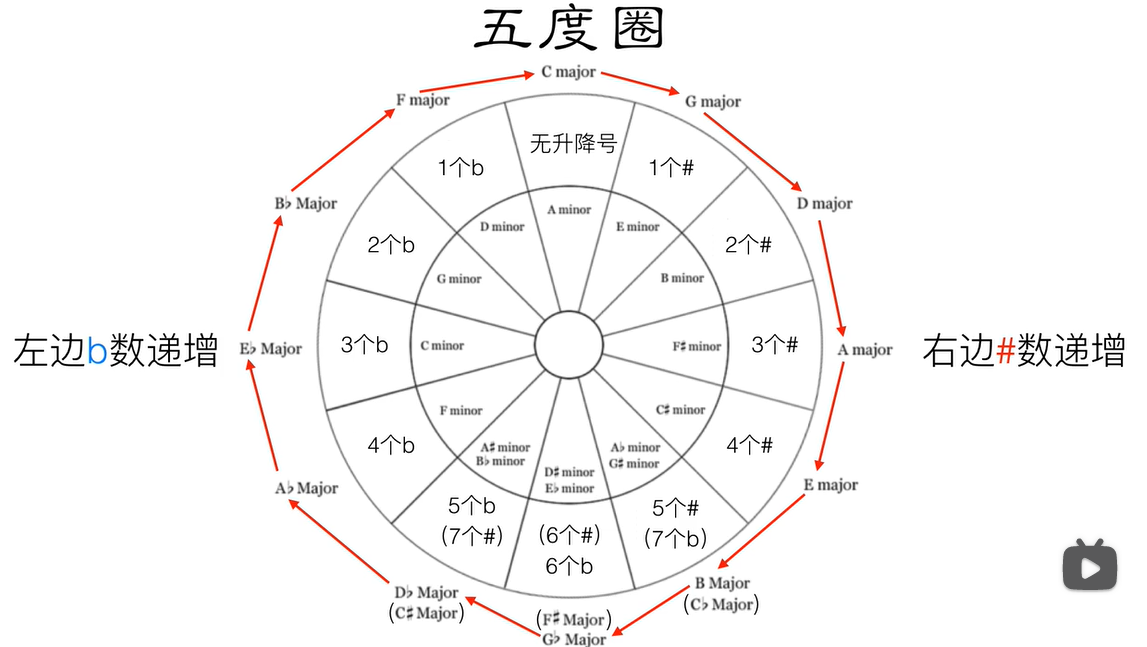 五度圈
C major
F major
G major
无升降号
1个b
1个#
B♭ Major
D major
A minor
D minor
E minor
2个b
2个#
G minor
B minor
左边b数递增
E♭ Major
3个b
C minor
F♯minor
3个#
A major
右边#数递增
F minor
C♯ minor
4个b
4个#
A♯ minor
B♭ minor
A♭ minor
G♯ minor
D♯ minor
E♭ minor
A♭ Major
E major
5个b
(7个#)
(6个#)
6个b
5个#
(7个b)
D♭ Major
(C♯ Major)
B Major
(C♭ Major)
(F♯ Major)
G♭ Major